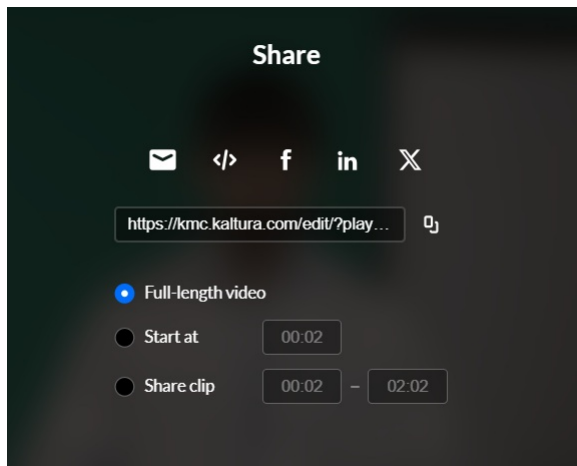 Share
</> f in X
https://kmc.kaltura.com/edit/?play...
Full-length video
Start at 00:02
Share clip 00:02 – 02:02